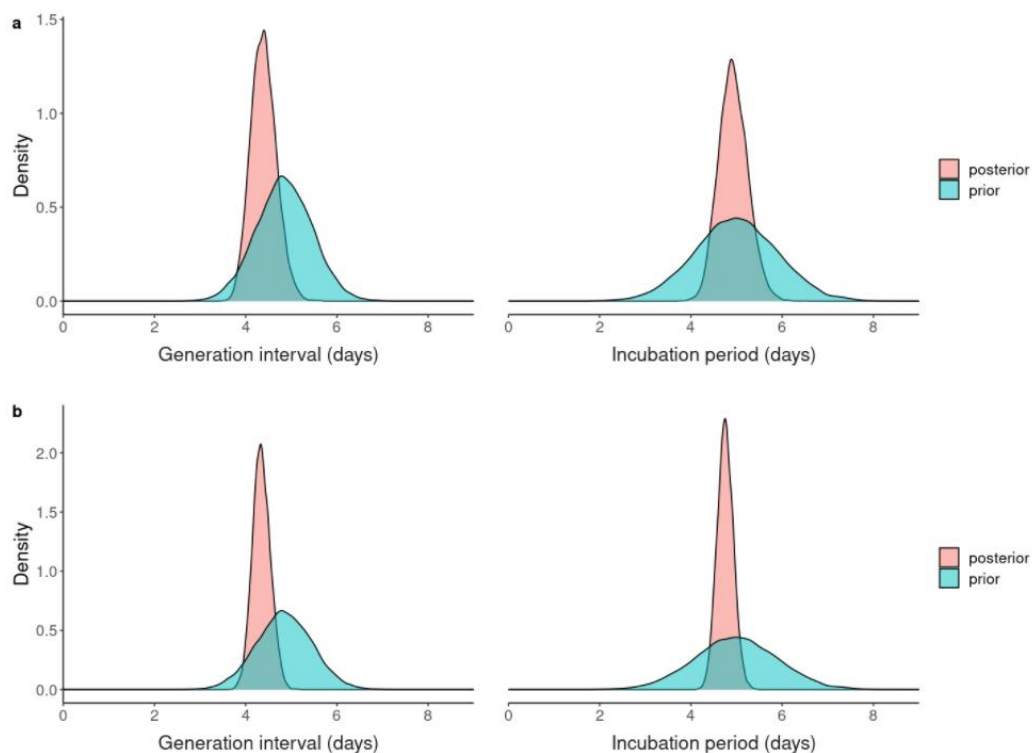 a
1.5
1.0
0.5
0.0
Density
0 2 4 6 8
Generation interval (days)
0 2 4 6 8
Incubation period (days)
posterior
prior
b
2.0
1.5
1.0
0.5
0.0
Density
0 2 4 6 8
Generation interval (days)
0 2 4 6 8
Incubation period (days)
posterior
prior